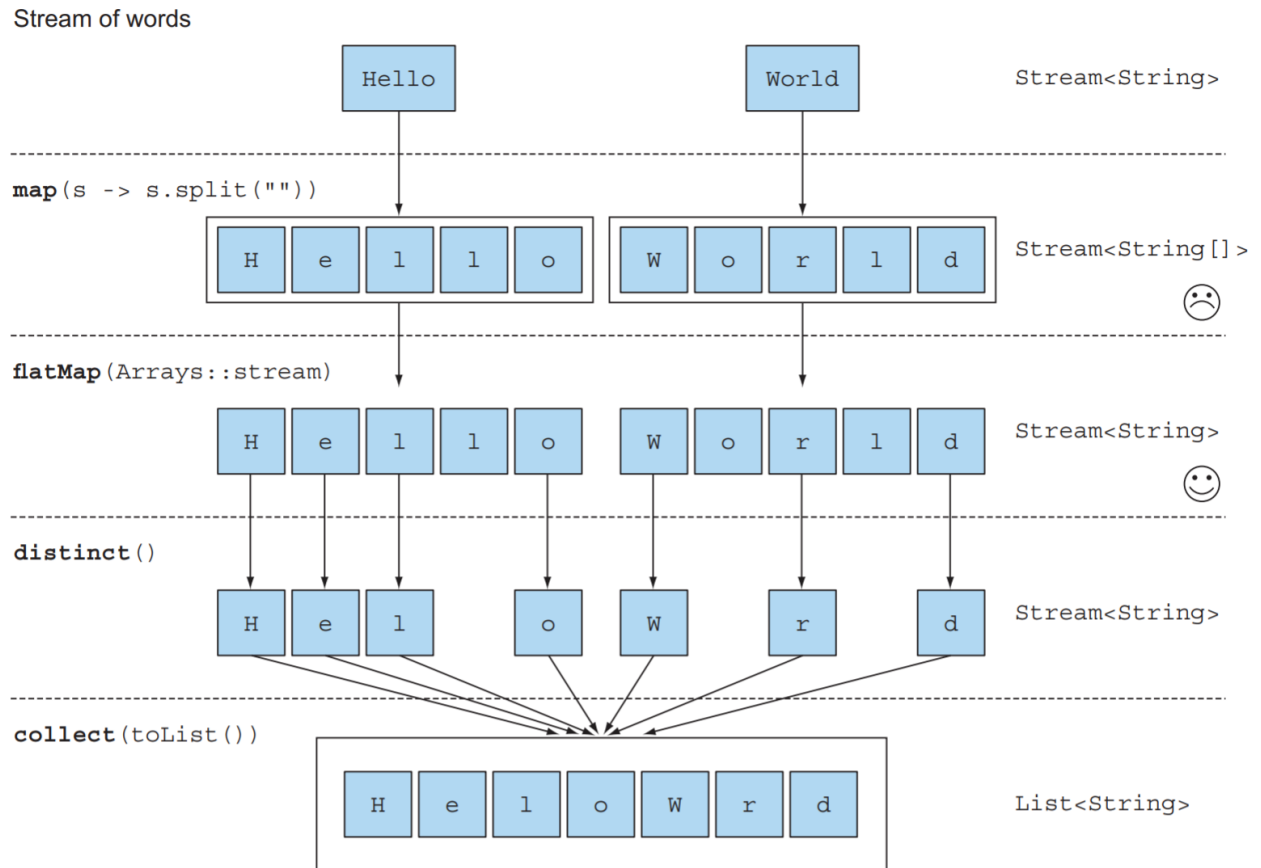 Stream of words
Hello World Stream<String>
map(s -> s.split(""))
H e l l o W o r l d Stream<String[]>
flatMap(Arrays::stream)
H e l l o W o r l d Stream<String>
distinct()
H e l o W r d Stream<String>
collect(toList())
H e l o W r d List<String>